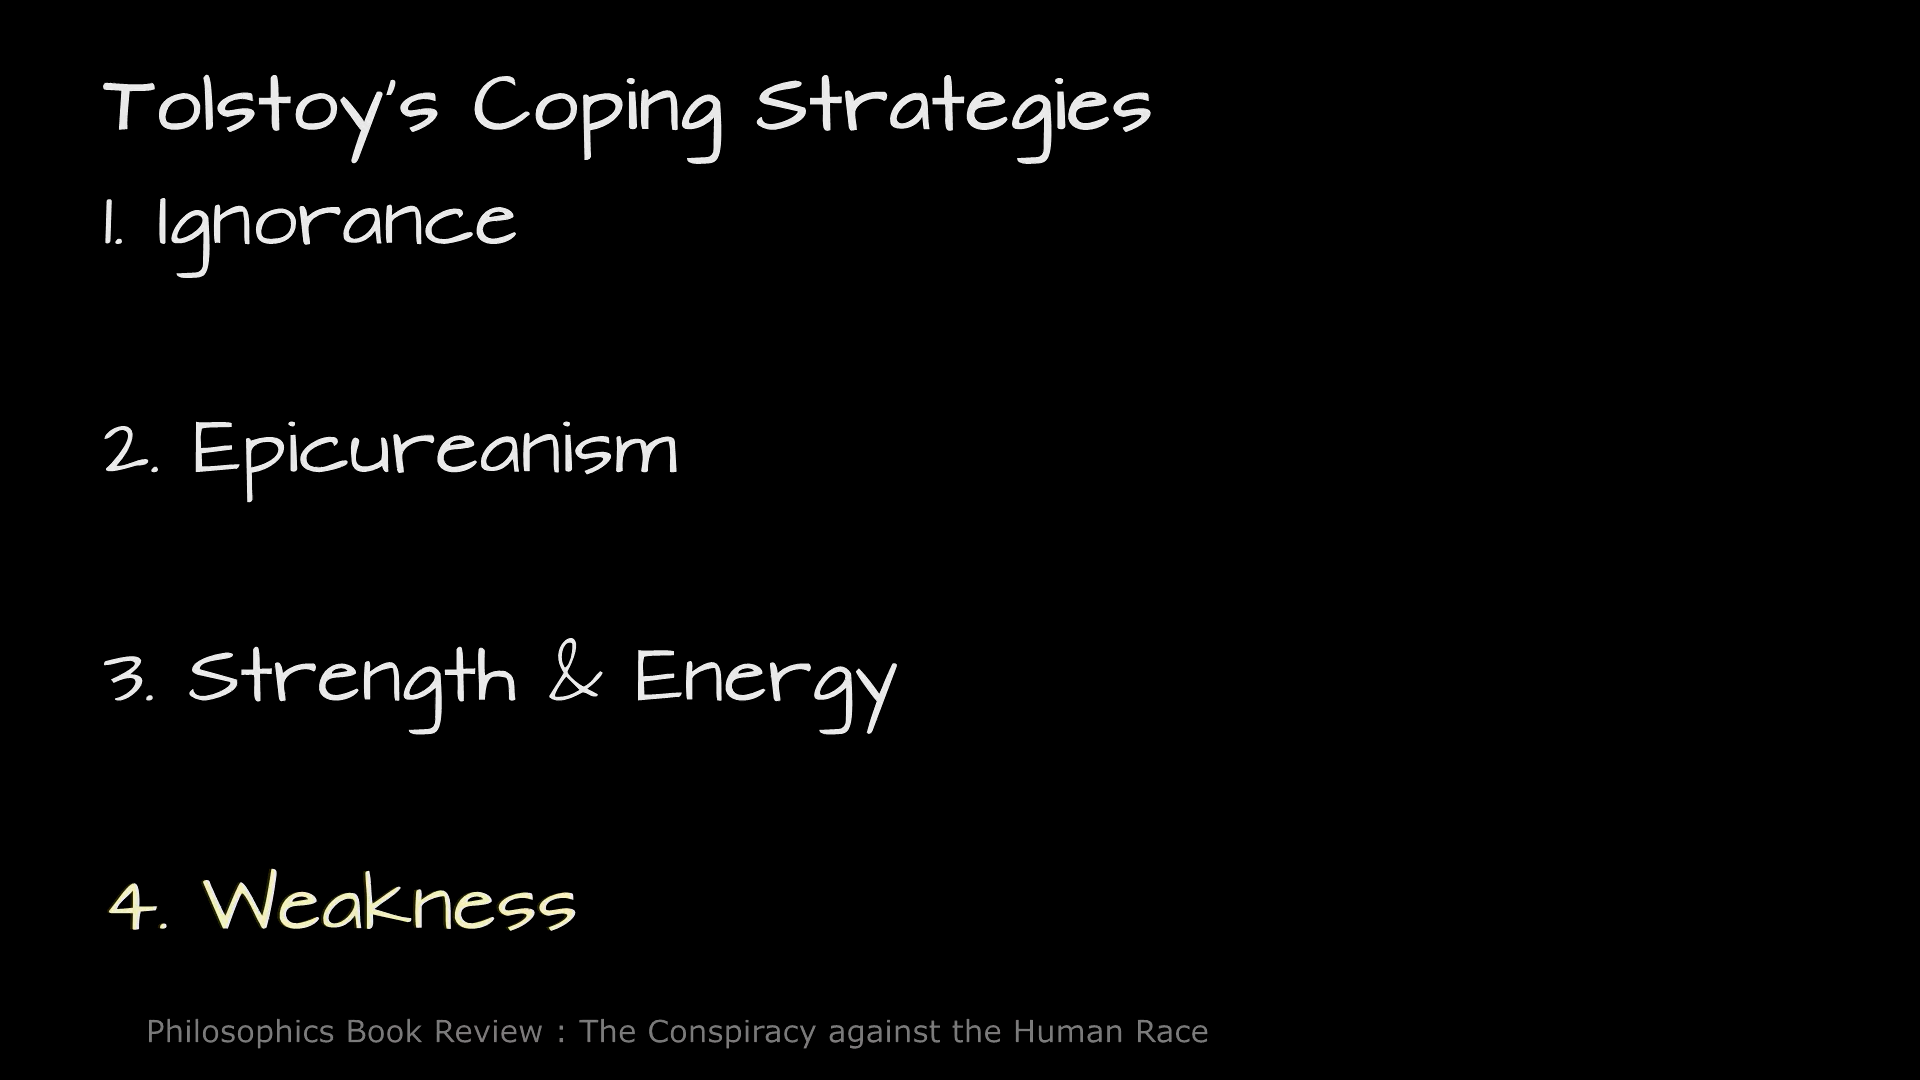 Tolstoy's Coping Strategies
1. Ignorance
2. Epicureanism
3. Strength & Energy
4. Weakness
Philosophics Book Review : The Conspiracy against the Human Race